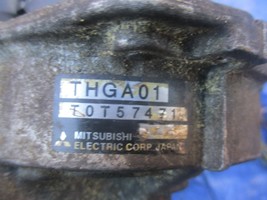 THGA01
T0T57471
MITSUBISHI
ELECTRIC CORP. JAPAN